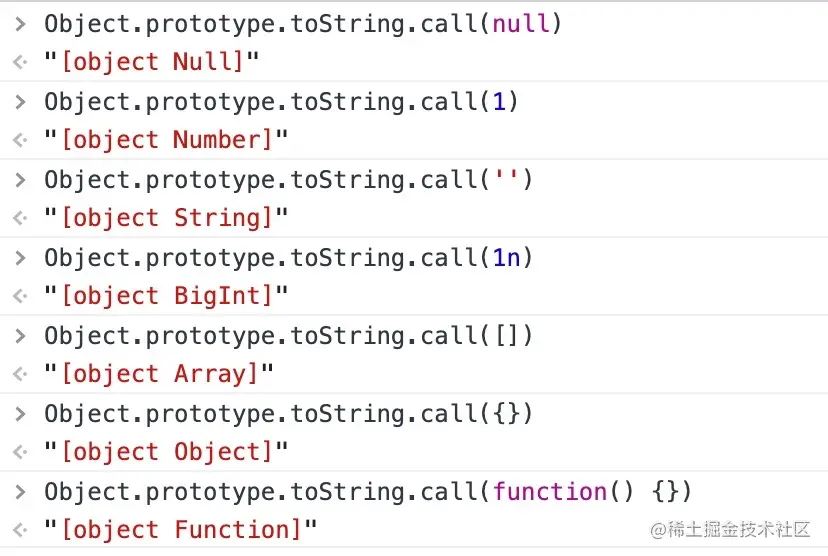 > Object.prototype.toString.call(null)
< "[object Null]"
> Object.prototype.toString.call(1)
< "[object Number]"
> Object.prototype.toString.call('')
< "[object String]"
> Object.prototype.toString.call(1n)
< "[object BigInt]"
> Object.prototype.toString.call([])
< "[object Array]"
> Object.prototype.toString.call({})
< "[object Object]"
> Object.prototype.toString.call(function() {})
< "[object Function]"
@稀土掘金技术社区